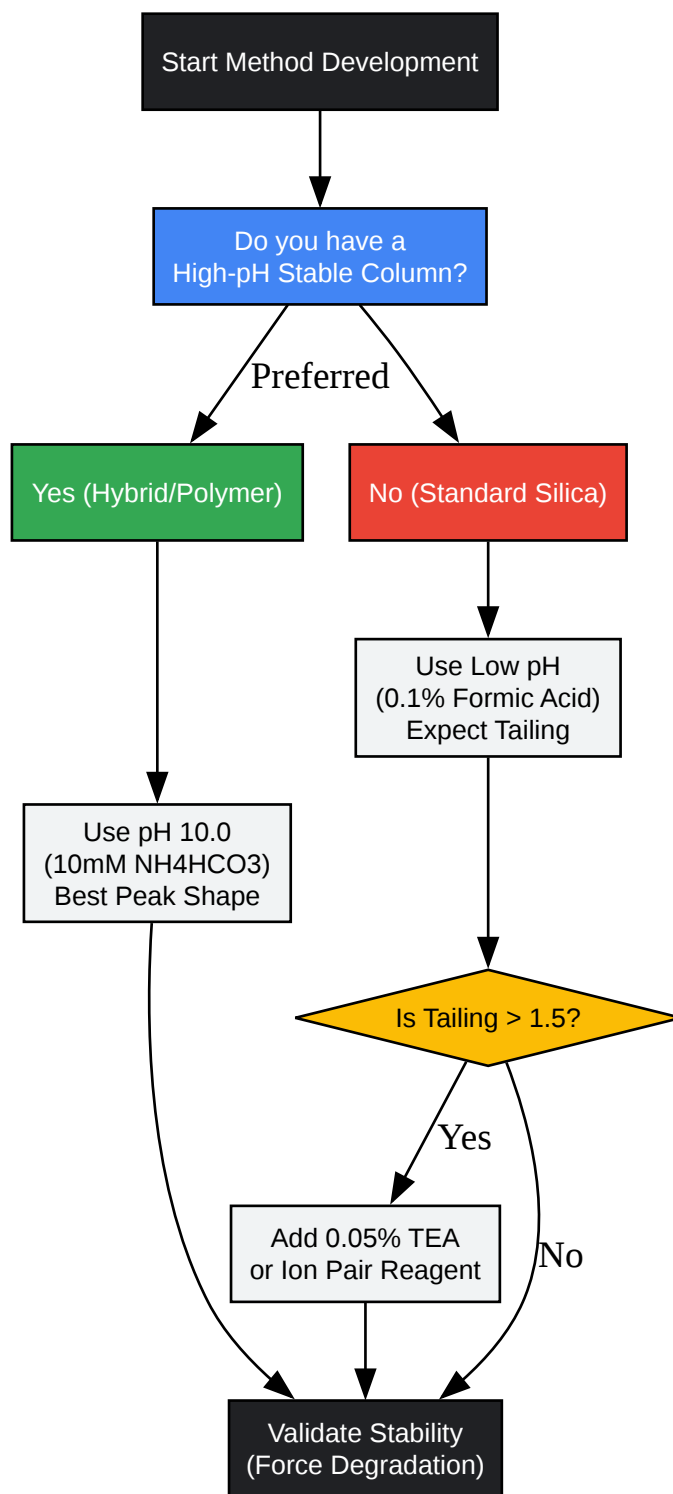 Start Method Development
Do you have a
High-pH Stable Column?
Preferred
Yes (Hybrid/Polymer)
No (Standard Silica)
Use Low pH
(0.1% Formic Acid)
Expect Tailing
Use pH 10.0
(10mM NH4HCO3)
Best Peak Shape
Is Tailing > 1.5?
Yes
Add 0.05% TEA
or Ion Pair Reagent
No
Validate Stability
(Force Degradation)